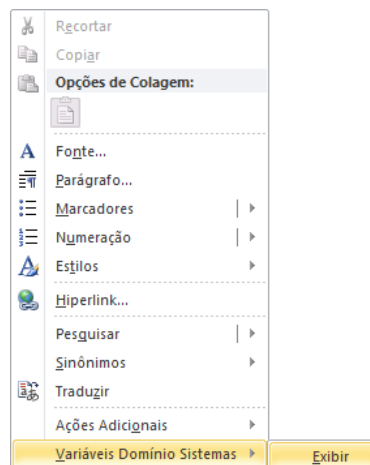 Recortar
Copiar
Opções de Colagem:
Fonte...
Parágrafo...
Marcadores
Numeração
Estilos
Hiperlink...
Pesquisar
Sinônimos
Traduzir
Ações Adicionais
Variáveis Domínio Sistemas
Exibir